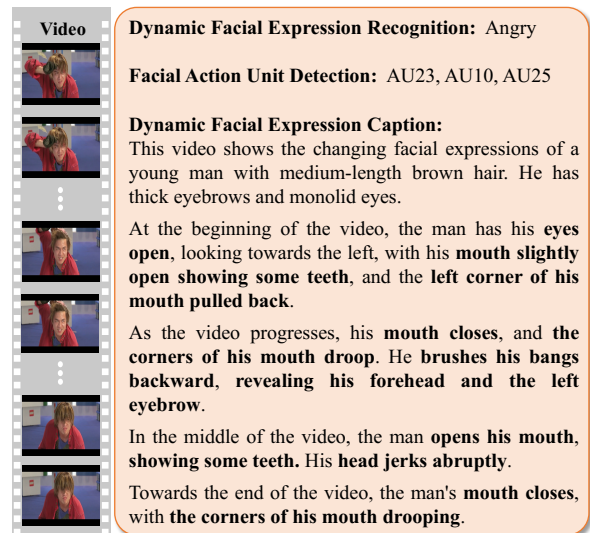 Video
Dynamic Facial Expression Recognition: Angry
Facial Action Unit Detection: AU23, AU10, AU25
Dynamic Facial Expression Caption:
This video shows the changing facial expressions of a
young man with medium-length brown hair. He has
thick eyebrows and monolid eyes.
At the beginning of the video, the man has his eyes
open, looking towards the left, with his mouth slightly
open showing some teeth, and the left corner of his
mouth pulled back.
As the video progresses, his mouth closes, and the
corners of his mouth droop. He brushes his bangs
backward, revealing his forehead and the left
eyebrow.
In the middle of the video, the man opens his mouth,
showing some teeth. His head jerks abruptly.
Towards the end of the video, the man's mouth closes,
with the corners of his mouth drooping.